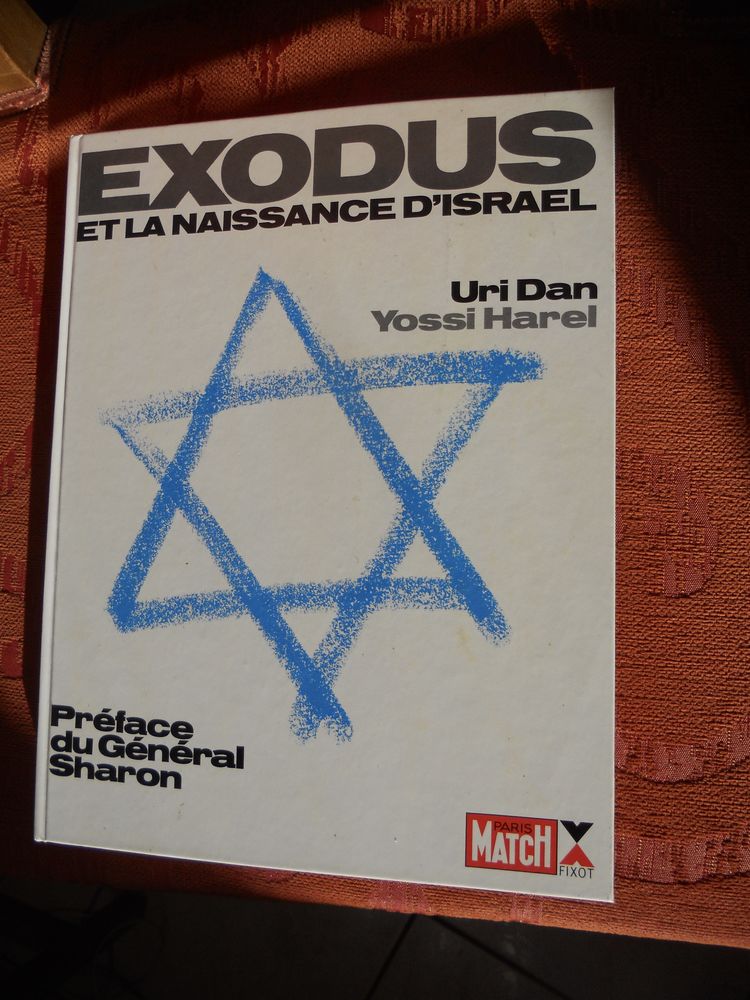 EXODUS
ET LA NAISSANCE D'ISRAEL
Uri Dan
Yossi Harel
Préface
du Général
Sharon
PARIS
MATCH
FIXOT